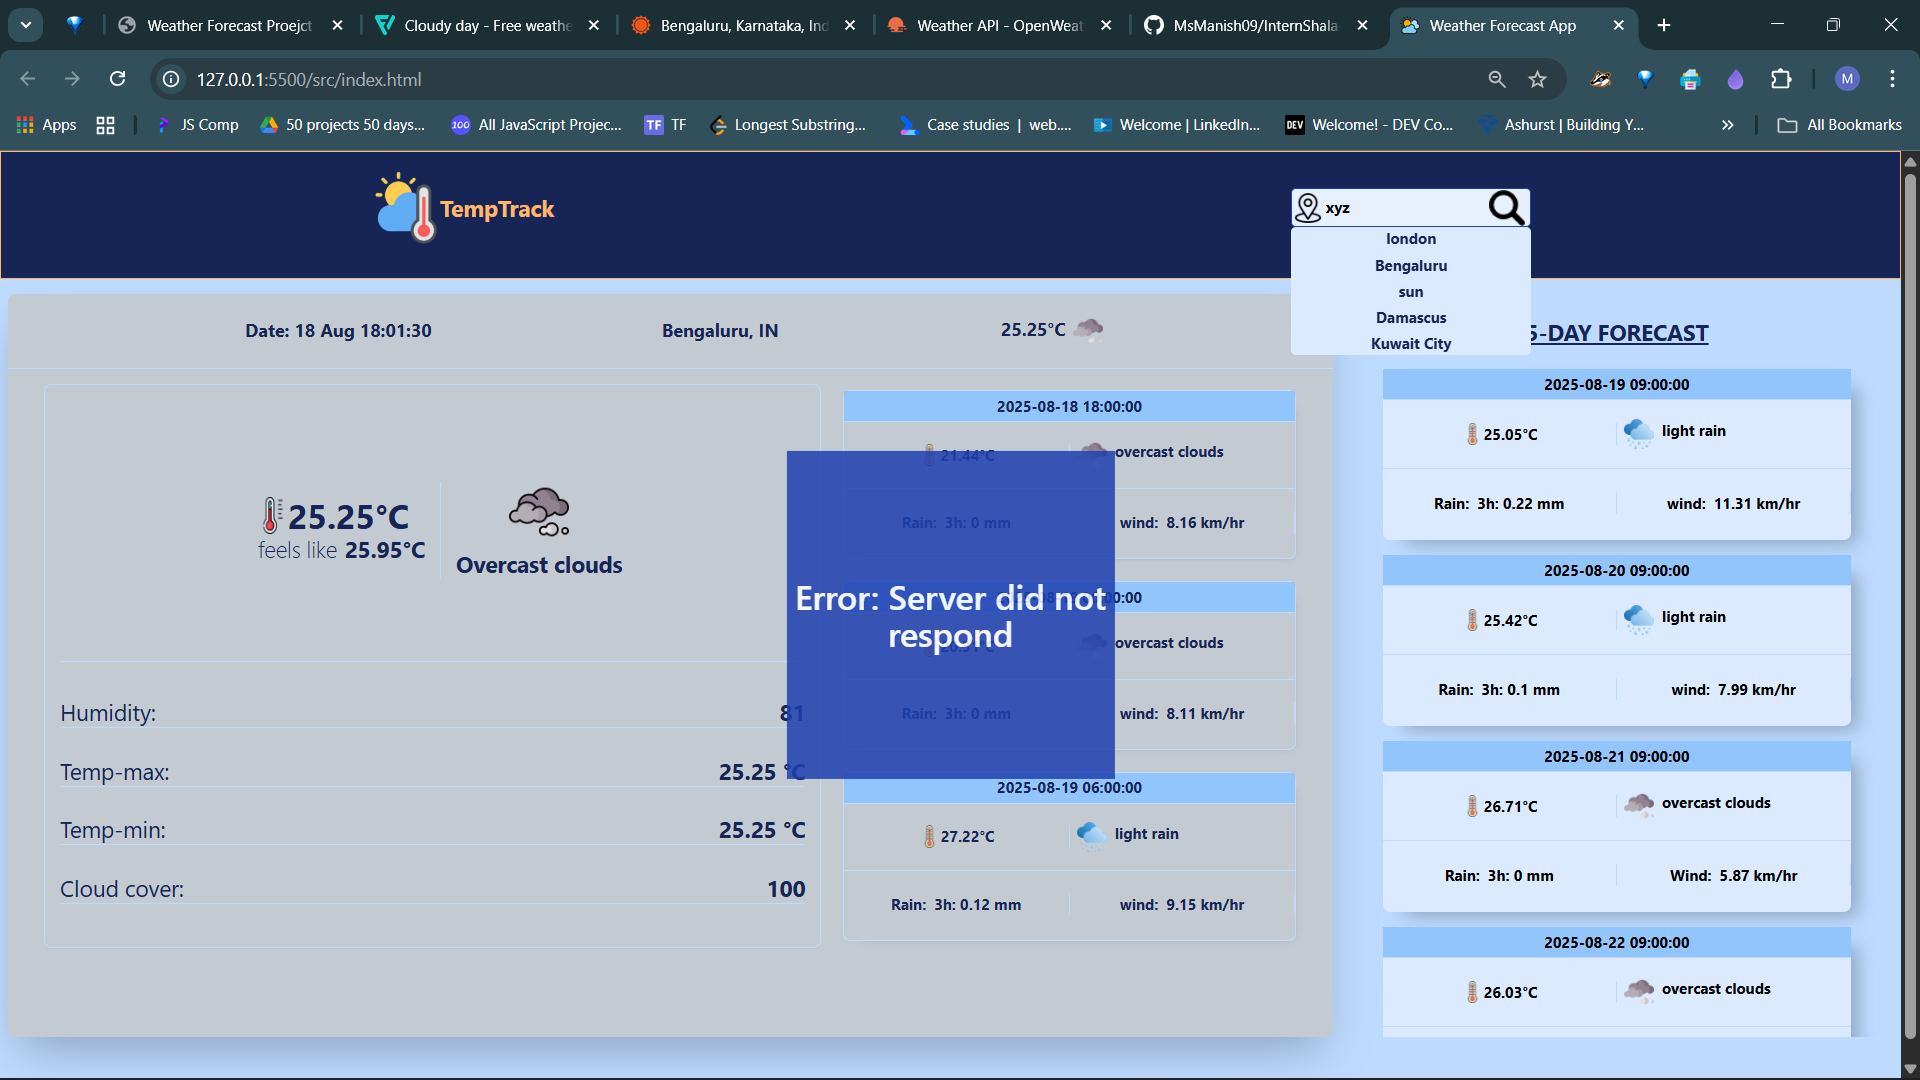 Weather Forecast Proejct
Cloudy day - Free weathe
Bengaluru, Karnataka, Ind
Weather API - OpenWeat
MsManish09/InternShala
Weather Forecast App
127.0.0.1:5500/src/index.html
M
Apps
JS Comp
50 projects 50 days...
100
All JavaScript Projec...
TF
TF
Longest Substring...
Case studies | web....
Welcome | LinkedIn...
DEV
Welcome! - DEV Co...
Ashurst | Building Y...
All Bookmarks
TempTrack
xyz
london
Bengaluru
sun
Damascus
Kuwait City
Date: 18 Aug 18:01:30
Bengaluru, IN
25.25°C
25.25°C
feels like 25.95°C
Overcast clouds
Humidity: 81
Temp-max: 25.25 °C
Temp-min: 25.25 °C
Cloud cover: 100
2025-08-18 18:00:00
21.44°C
overcast clouds
Rain: 3h: 0 mm
wind: 8.16 km/hr
00:00
overcast clouds
Rain: 3h: 0 mm
wind: 8.11 km/hr
2025-08-19 06:00:00
27.22°C
light rain
Rain: 3h: 0.12 mm
wind: 9.15 km/hr
Error: Server did not
respond
5-DAY FORECAST
2025-08-19 09:00:00
25.05°C
light rain
Rain: 3h: 0.22 mm
wind: 11.31 km/hr
2025-08-20 09:00:00
25.42°C
light rain
Rain: 3h: 0.1 mm
wind: 7.99 km/hr
2025-08-21 09:00:00
26.71°C
overcast clouds
Rain: 3h: 0 mm
Wind: 5.87 km/hr
2025-08-22 09:00:00
26.03°C
overcast clouds